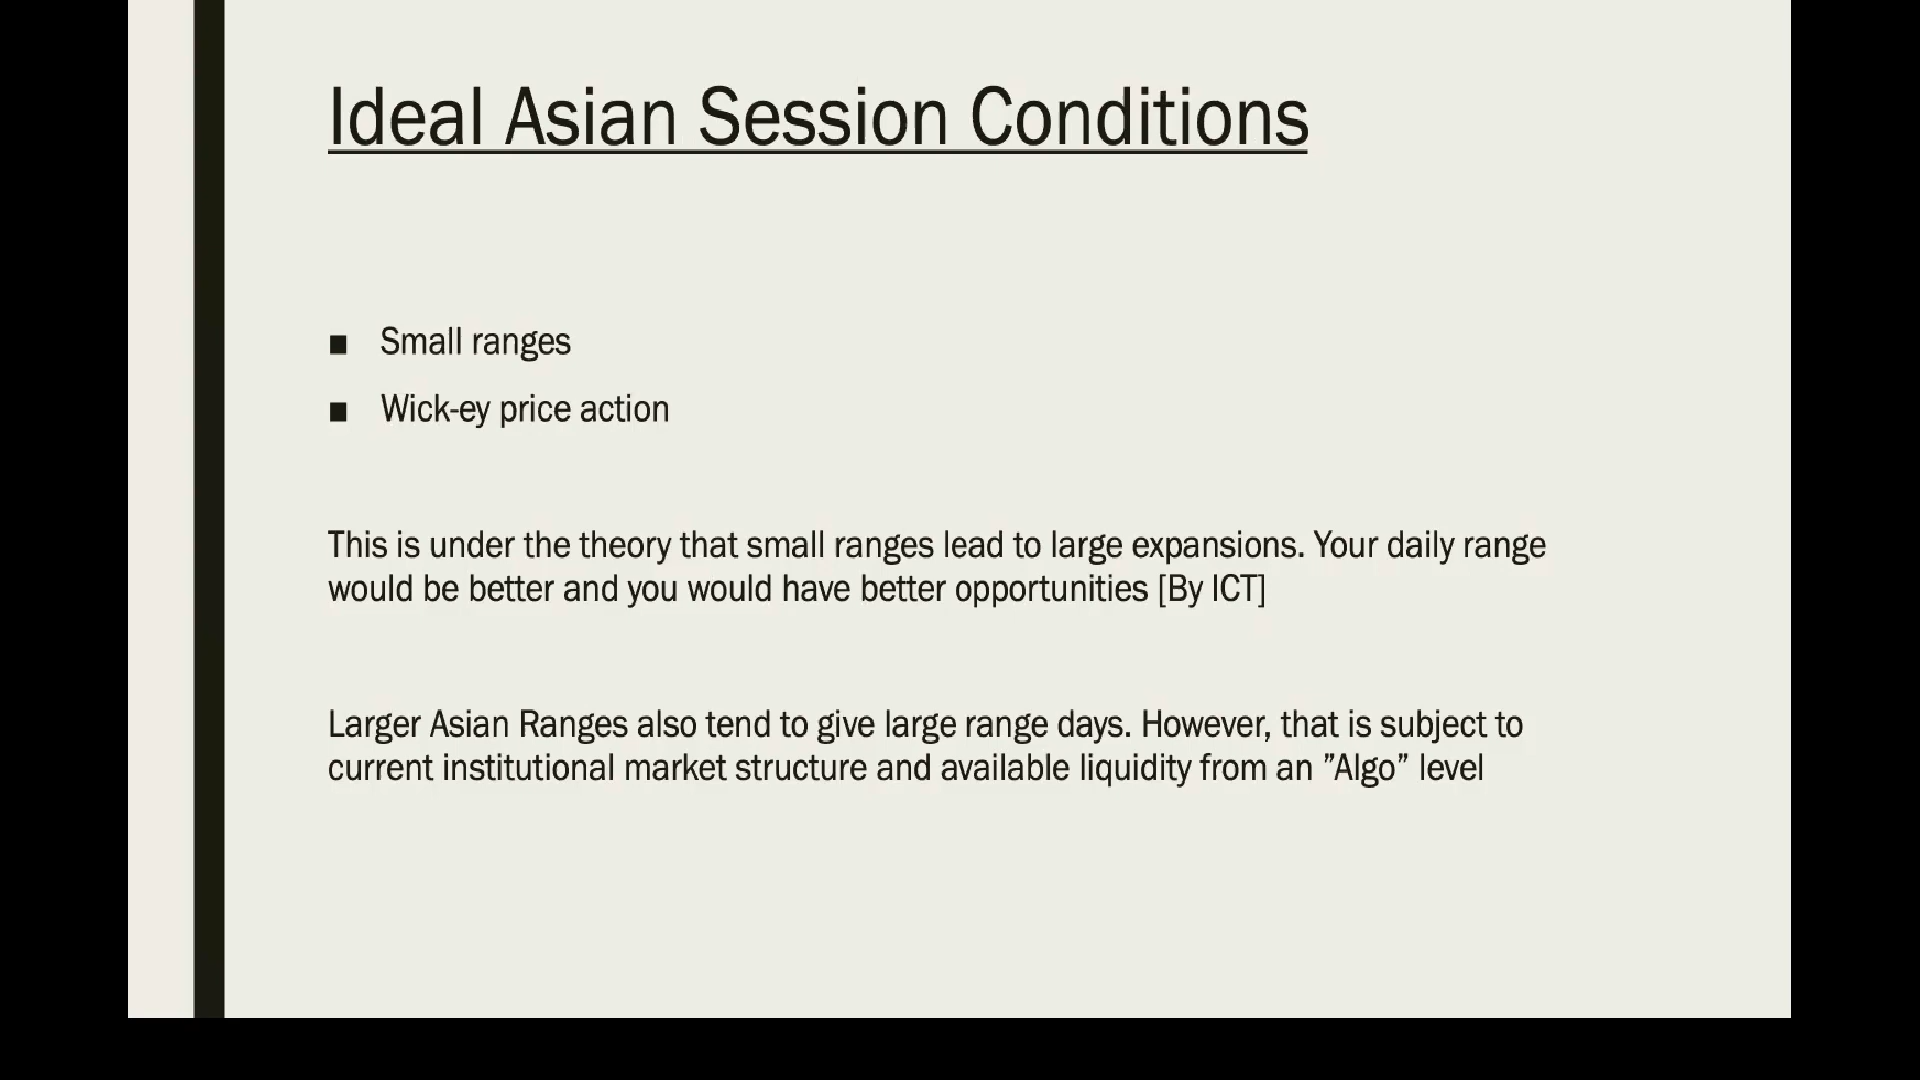 Ideal Asian Session Conditions
■ Small ranges
■ Wick-ey price action
This is under the theory that small ranges lead to large expansions. Your daily range
would be better and you would have better opportunities [By ICT]
Larger Asian Ranges also tend to give large range days. However, that is subject to
current institutional market structure and available liquidity from an ”Algo” level